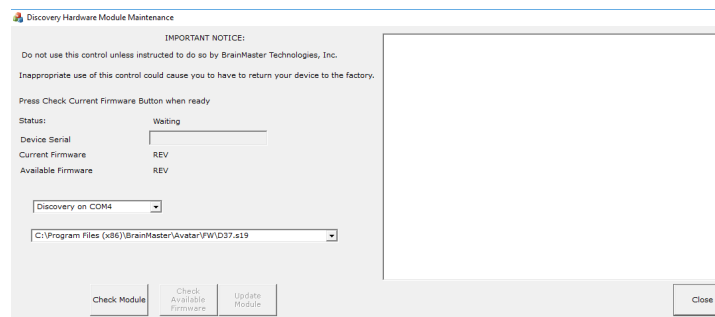 Discovery Hardware Module Maintenance
IMPORTANT NOTICE:
Do not use this control unless instructed to do so by BrainMaster Technologies, Inc.
Inappropriate use of this control could cause you to have to return your device to the factory.
Press Check Current Firmware Button when ready
Status: Waiting
Device Serial
Current Firmware REV
Available Firmware REV
Discovery on COM4
C:\Program Files (x86)\BrainMaster\Avatar\FW\D37.s19
Check Module
Check
Available
Firmware
Update
Module
Close